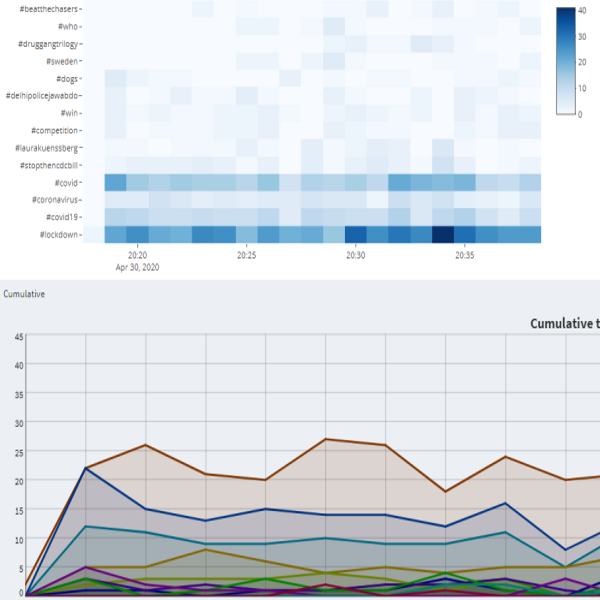 #beatthechasers
#who
#druggangtrilogy
#sweden
#dogs
#delhipolicejawabdo
#win
#competition
#laurakuenssberg
#stopthencdcbill
#covid
#coronavirus
#covid19
#lockdown
40
30
20
10
0
20:20
20:25
20:30
20:35
Apr 30, 2020
Cumulative
Cumulative t
45
40
35
30
25
20
15
10
5
0